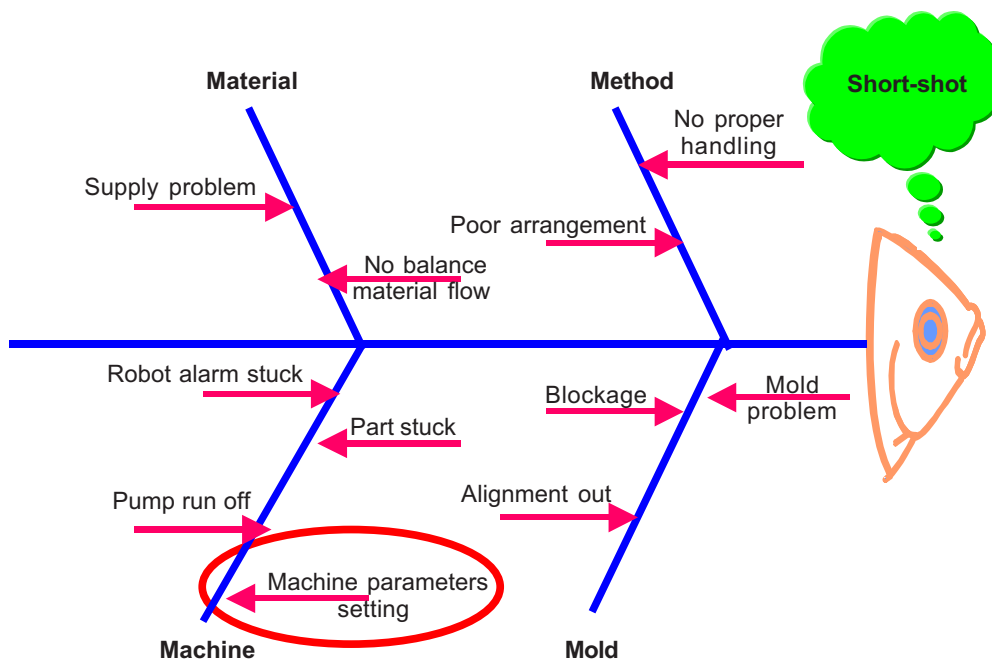 Material
Method
Short-shot
No proper
handling
Supply problem
Poor arrangement
No balance
material flow
Robot alarm stuck
Blockage
Mold
problem
Part stuck
Pump run off
Alignment out
Machine parameters
setting
Machine
Mold